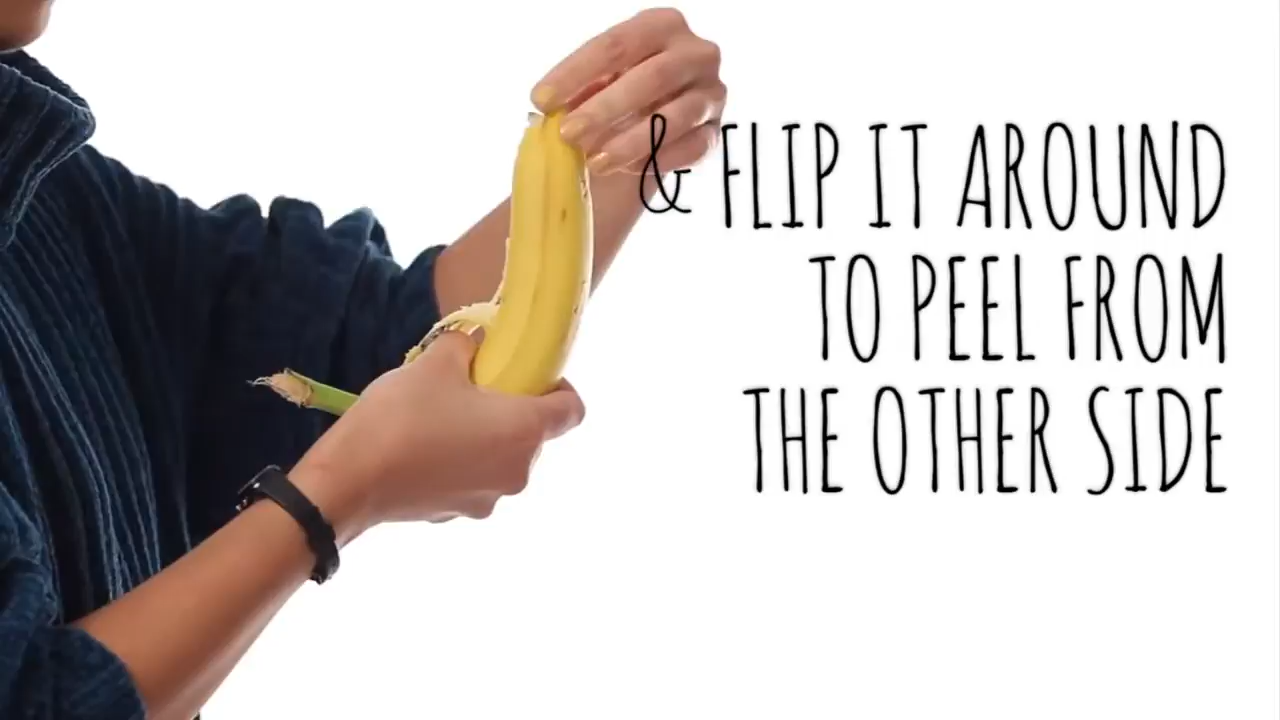 & FLIP IT AROUND
TO PEEL FROM
THE OTHER SIDE